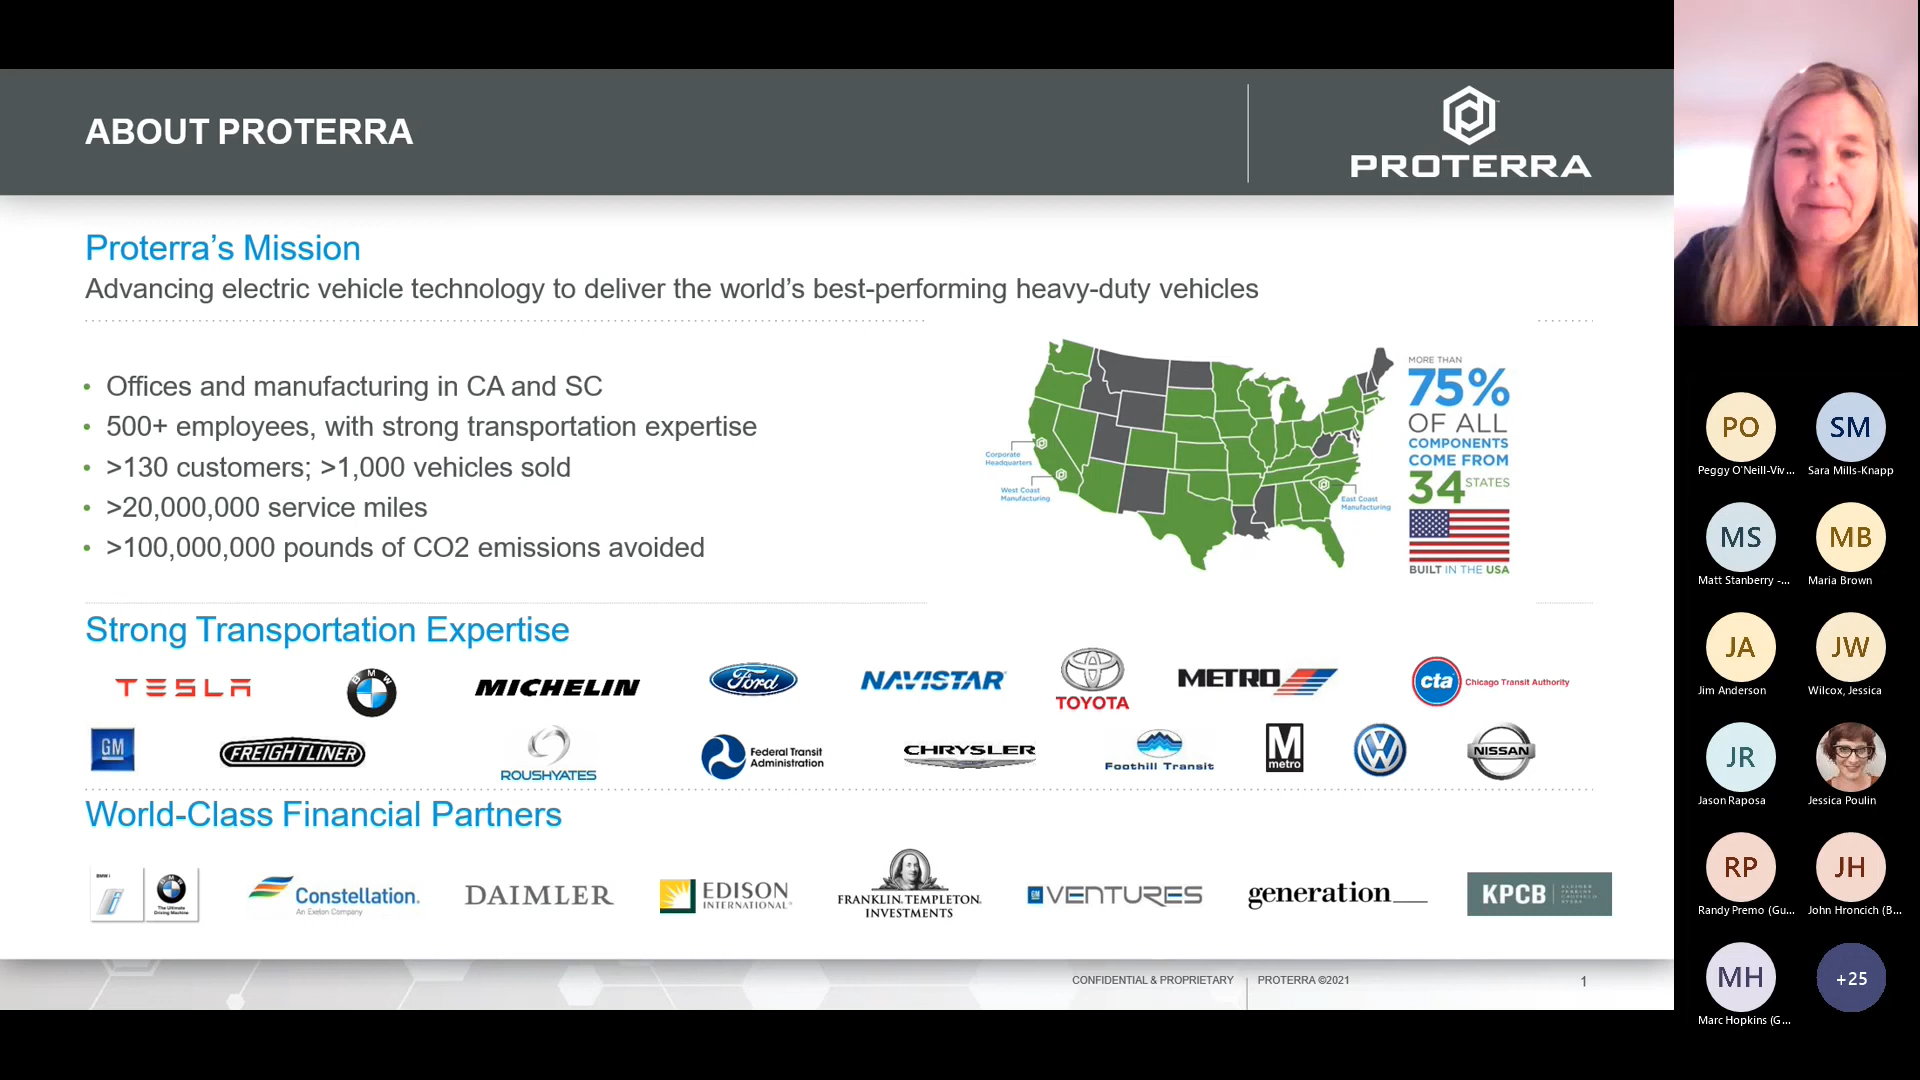 ABOUT PROTERRA
PROTERRA
Proterra's Mission
Advancing electric vehicle technology to deliver the world's best-performing heavy-duty vehicles
• Offices and manufacturing in CA and SC
• 500+ employees, with strong transportation expertise
• >130 customers; >1,000 vehicles sold
• >20,000,000 service miles
• >100,000,000 pounds of CO2 emissions avoided
Corporate
Headquarters
West Coast
Manufacturing
East Coast
Manufacturing
MORE THAN
75%
OF ALL
COMPONENTS
COME FROM
34 STATES
BUILT IN THE USA
Strong Transportation Expertise
TESLA
BMW
MICHELIN
Ford
NAVISTAR
TOYOTA
METRO
cta Chicago Transit Authority
GM
FREIGHTLINER
ROUSHYATES
Federal Transit
Administration
CHRYSLER
Foothill Transit
M
metro
VW
NISSAN
World-Class Financial Partners
BMW i
BMW
The Ultimate
Driving Machine
Constellation.
An Exelon Company
DAIMLER
EDISON
INTERNATIONAL
FRANKLIN TEMPLETON
INVESTMENTS
GM VENTURES
generation
KPCB
CONFIDENTIAL & PROPRIETARY
PROTERRA ©2021
1
PO
Peggy O'Neill-Viv...
SM
Sara Mills-Knapp
MS
Matt Stanberry -...
MB
Maria Brown
JA
Jim Anderson
JW
Wilcox, Jessica
JR
Jason Raposa
Jessica Poulin
RP
Randy Premo (Gu...
JH
John Hroncich (B...
MH
Marc Hopkins (G...
+25